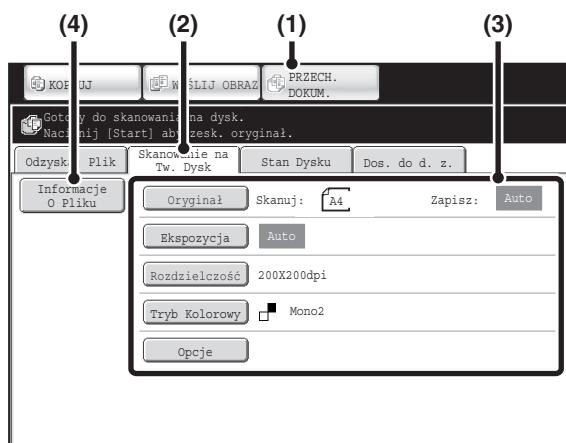 (4) (2) (1) (3)
KOPIUJ WYŚLIJ OBRAZ PRZECH.
DOKUM.
Gotowy do skanowania na dysk.
Naciśnij [Start] aby zesk. oryginał.
Odzyskaj Plik Skanowanie na
Tw. Dysk Stan Dysku Dos. do d. z.
Informacje
O Pliku
Oryginał Skanuj: A4 Zapisz: Auto
Ekspozycja Auto
Rozdzielczość 200X200dpi
Tryb Kolorowy Mono2
Opcje